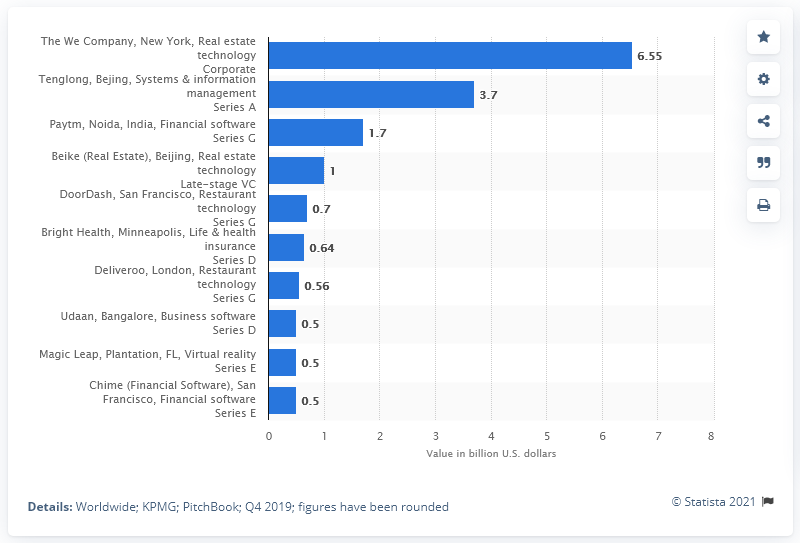 The We Company, New York, Real estate
technology
Corporate
6.55
Tenglong, Bejing, Systems & information
management
Series A
3.7
Paytm, Noida, India, Financial software
Series G
1.7
Beike (Real Estate), Beijing, Real estate
technology
Late-stage VC
1
DoorDash, San Francisco, Restaurant
technology
Series G
0.7
Bright Health, Minneapolis, Life & health
insurance
Series D
0.64
Deliveroo, London, Restaurant
technology
Series G
0.56
Udaan, Bangalore, Business software
Series D
0.5
Magic Leap, Plantation, FL, Virtual reality
Series E
0.5
Chime (Financial Software), San
Francisco, Financial software
Series E
0.5
0 1 2 3 4 5 6 7 8
Value in billion U.S. dollars
Details: Worldwide; KPMG; PitchBook; Q4 2019; figures have been rounded
© Statista 2021